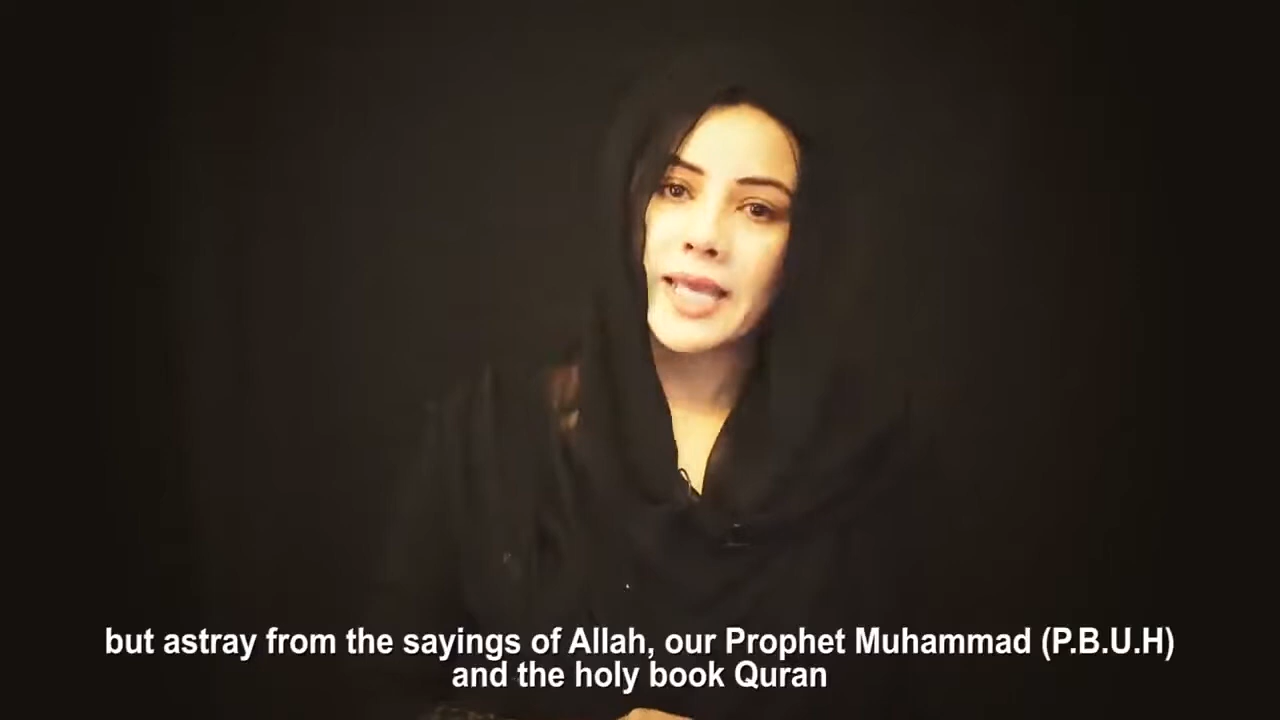 but astray from the sayings of Allah, our Prophet Muhammad (P.B.U.H)
and the holy book Quran